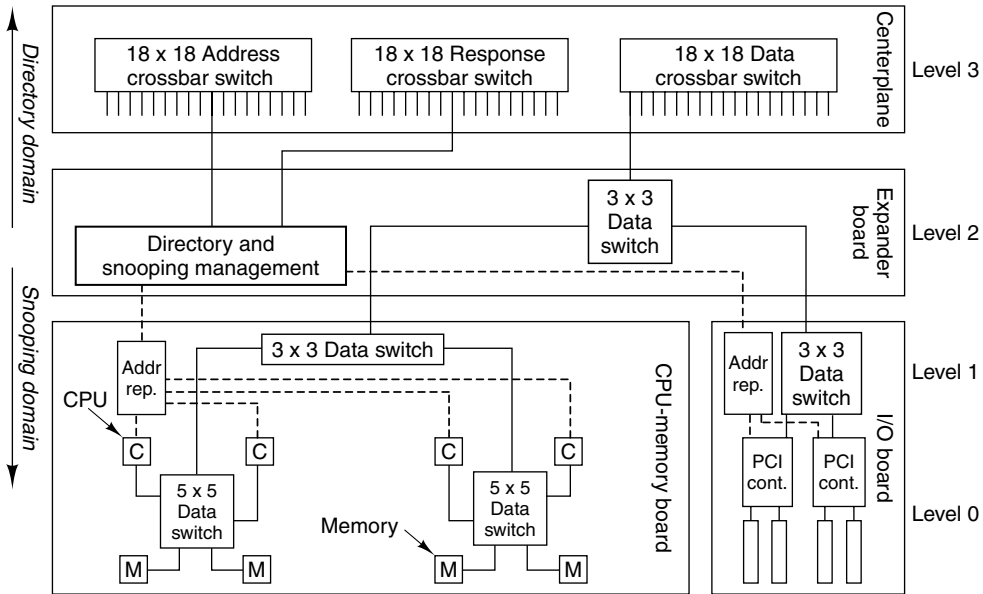 Directory domain
Snooping domain
18 x 18 Address
crossbar switch
18 x 18 Response
crossbar switch
18 x 18 Data
crossbar switch
Centerplane
Level 3
Directory and
snooping management
3 x 3
Data
switch
Expander
board
Level 2
3 x 3 Data switch
Addr
rep.
CPU
C
C
C
C
5 x 5
Data
switch
5 x 5
Data
switch
Memory
M
M
M
M
CPU-memory board
Addr
rep.
3 x 3
Data
switch
Level 1
PCI
cont.
PCI
cont.
I/O board
Level 0